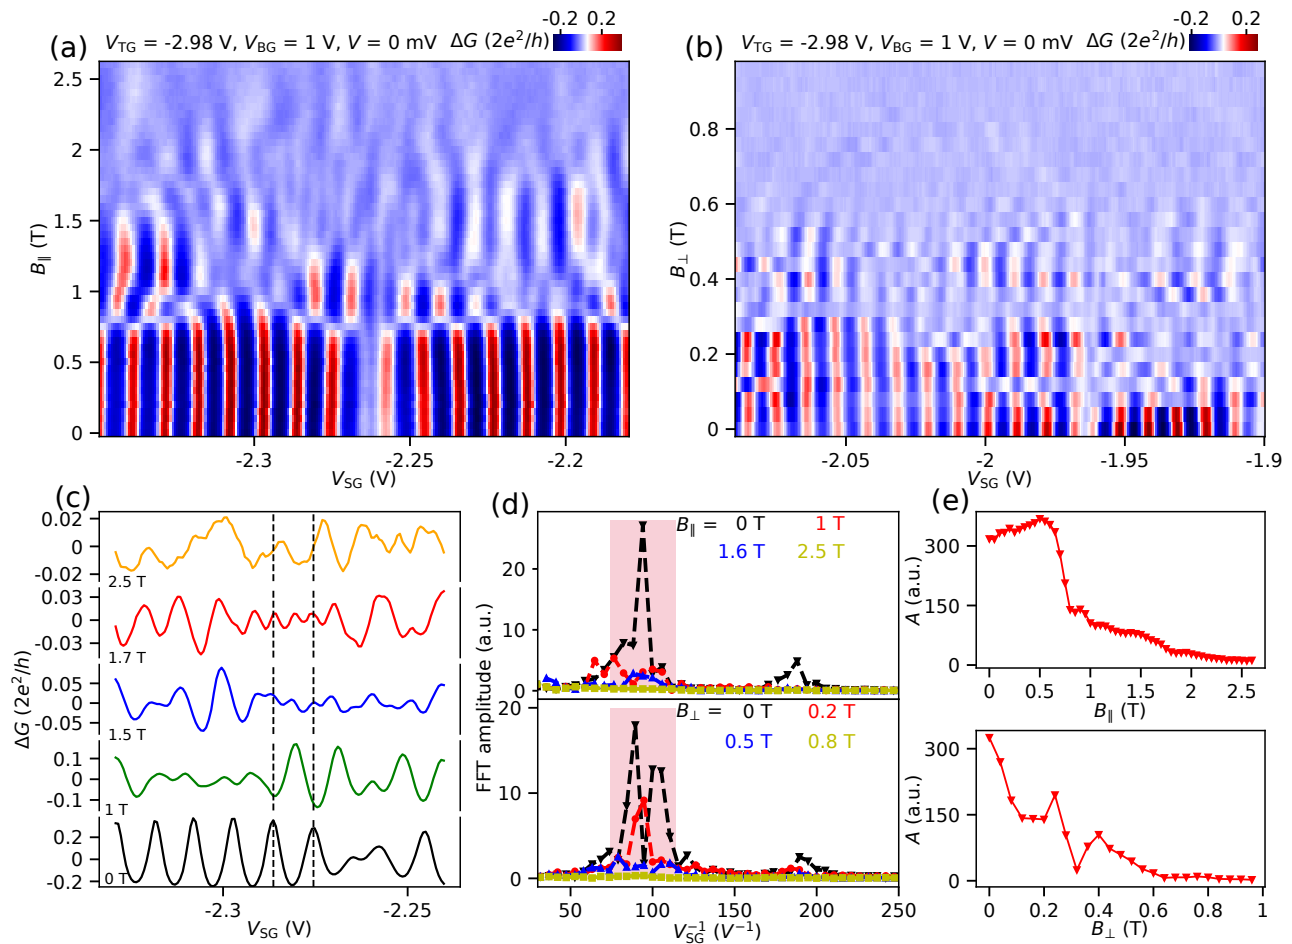 (a) V_TG = -2.98 V, V_BG = 1 V, V = 0 mV ΔG (2e²/h) -0.2 0.2
2.5
2
1.5
1
0.5
0
B_∥ (T)
-2.3 -2.25 -2.2
V_SG (V)
(b) V_TG = -2.98 V, V_BG = 1 V, V = 0 mV ΔG (2e²/h) -0.2 0.2
0.8
0.6
0.4
0.2
0
B_⊥ (T)
-2.05 -2 -1.95 -1.9
V_SG (V)
(c)
ΔG (2e²/h)
0.02
0
-0.02
2.5 T
0.03
0
-0.03
1.7 T
0.05
0
-0.05
1.5 T
0.1
0
-0.1
1 T
0.2
0
-0.2
0 T
-2.3 -2.25
V_SG (V)
(d)
FFT amplitude (a.u.)
B_∥ = 0 T 1 T
1.6 T 2.5 T
20
10
0
B_⊥ = 0 T 0.2 T
0.5 T 0.8 T
20
10
0
50 100 150 200 250
V_SG⁻¹ (V⁻¹)
(e)
A (a.u.)
300
150
0
0 0.5 1 1.5 2 2.5
B_∥ (T)
A (a.u.)
300
150
0
0 0.2 0.4 0.6 0.8 1
B_⊥ (T)